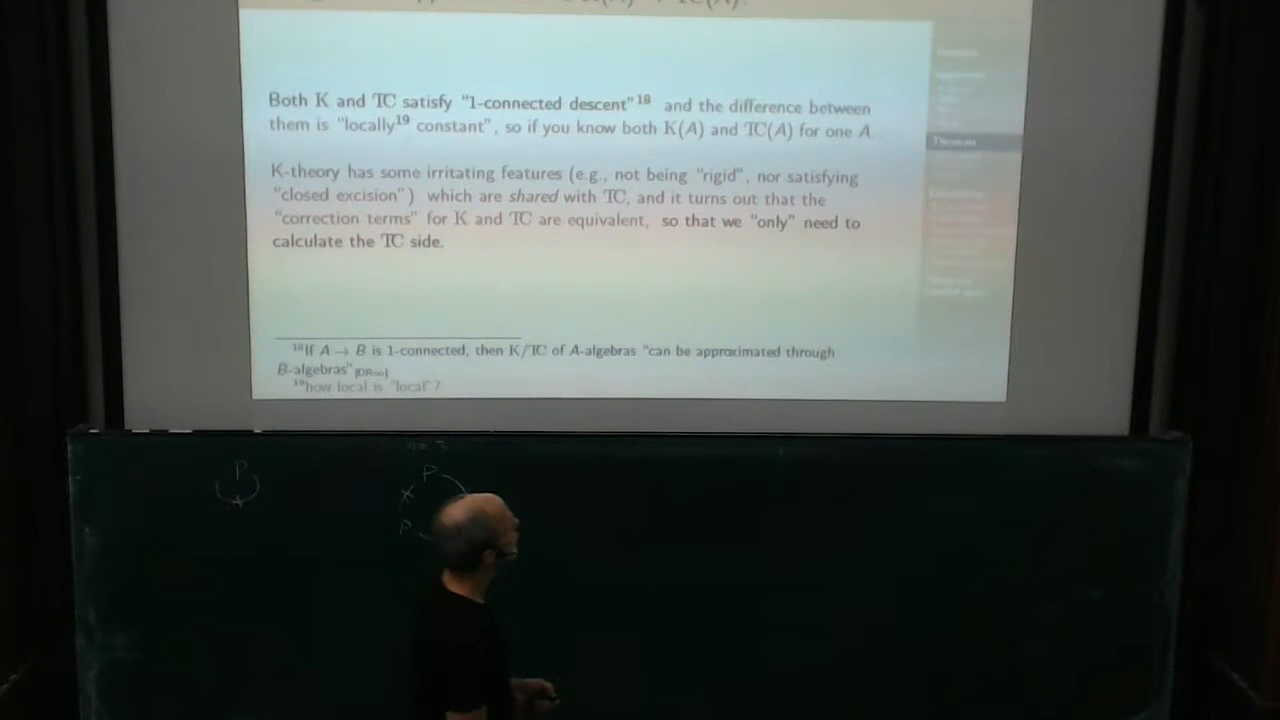 Both K and TC satisfy "1-connected descent"¹⁸ and the difference between
them is "locally¹⁹ constant", so if you know both K(A) and TC(A) for one A.
K-theory has some irritating features (e.g., not being "rigid", nor satisfying
"closed excision") which are shared with TC, and it turns out that the
"correction terms" for K and TC are equivalent, so that we "only" need to
calculate the TC side.
¹⁸If A → B is 1-connected, then K/TC of A-algebras "can be approximated through
B-algebras"
¹⁹how local is "local"?
Theorems
P
P
P